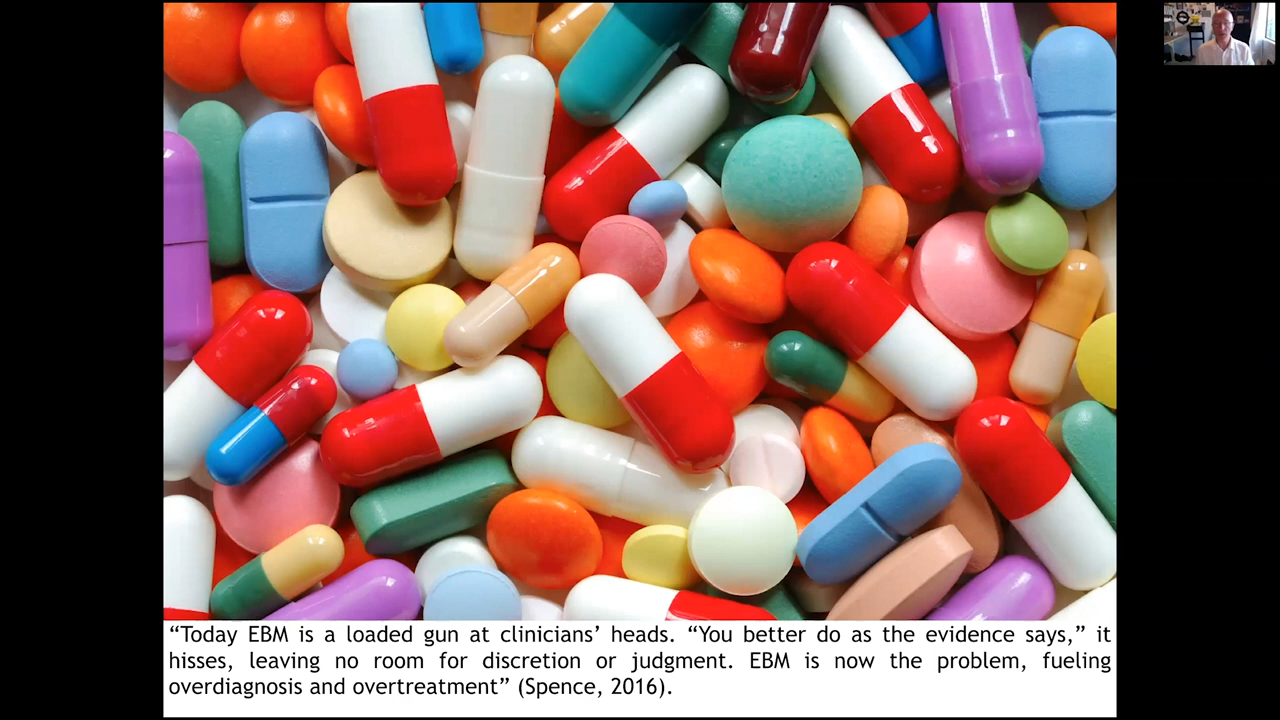 “Today EBM is a loaded gun at clinicians’ heads. “You better do as the evidence says,” it
hisses, leaving no room for discretion or judgment. EBM is now the problem, fueling
overdiagnosis and overtreatment” (Spence, 2016).